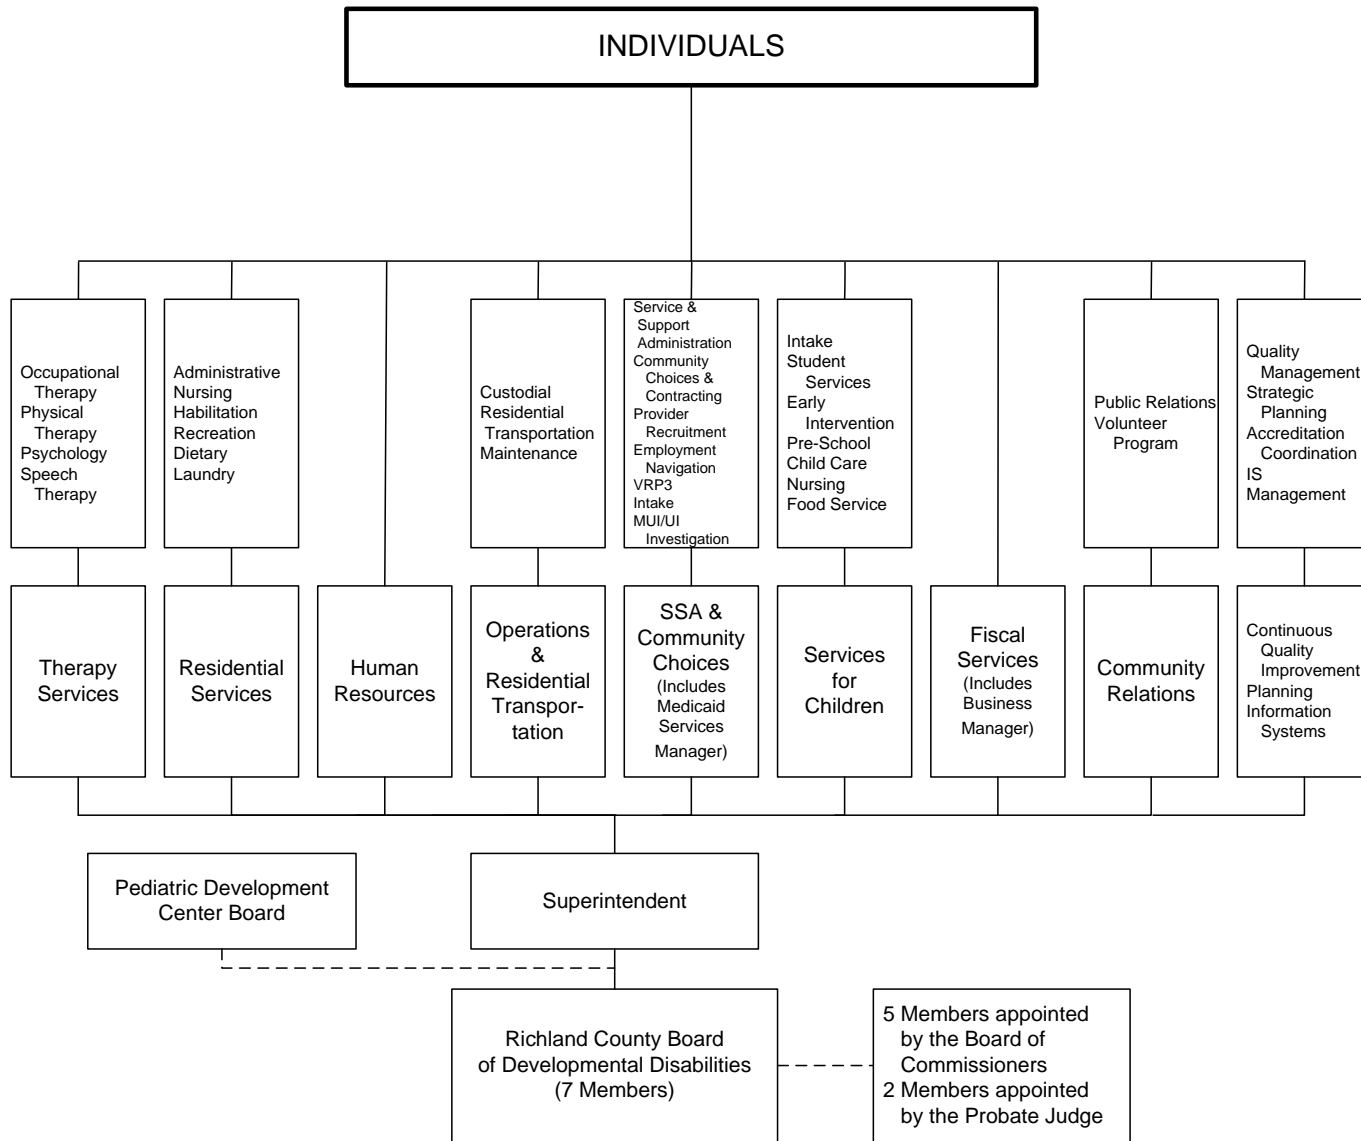 INDIVIDUALS
Occupational
Therapy
Physical
Therapy
Psychology
Speech
Therapy
Administrative
Nursing
Habilitation
Recreation
Dietary
Laundry
Custodial
Residential
Transportation
Maintenance
Service &
Support
Administration
Community
Choices &
Contracting
Provider
Recruitment
Employment
Navigation
VRP3
Intake
MUI/UI
Investigation
Intake
Student
Services
Early
Intervention
Pre-School
Child Care
Nursing
Food Service
Public Relations
Volunteer
Program
Quality
Management
Strategic
Planning
Accreditation
Coordination
IS
Management
Therapy
Services
Residential
Services
Human
Resources
Operations
&
Residential
Transpor-
tation
SSA &
Community
Choices
(Includes
Medicaid
Services
Manager)
Services
for
Children
Fiscal
Services
(Includes
Business
Manager)
Community
Relations
Continuous
Quality
Improvement
Planning
Information
Systems
Pediatric Development
Center Board
Superintendent
Richland County Board
of Developmental Disabilities
(7 Members)
5 Members appointed
by the Board of
Commissioners
2 Members appointed
by the Probate Judge